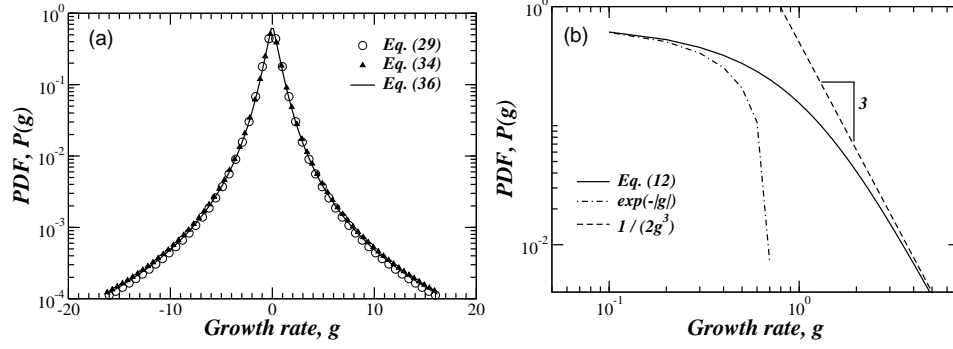 (a)
Eq. (29)
Eq. (34)
Eq. (36)
PDF, P(g)
10^0
10^-1
10^-2
10^-3
10^-4
-20 -10 0 10 20
Growth rate, g
(b)
3
Eq. (12)
exp(-|g|)
1 / (2g^3)
PDF, P(g)
10^0
10^-2
10^-1 10^0
Growth rate, g